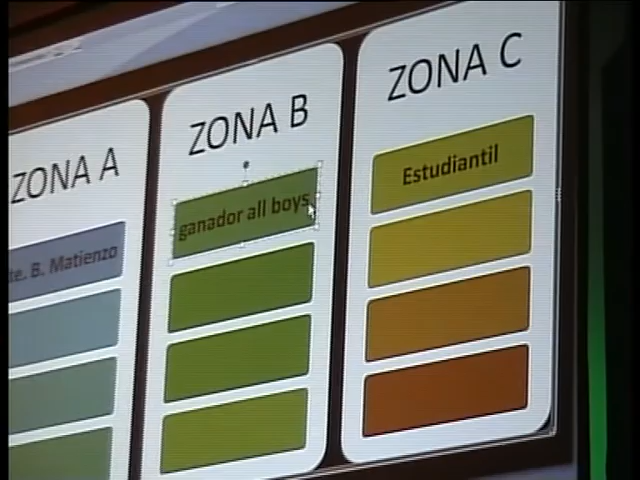 ZONA A
te. B. Matienzo
ZONA B
ganador all boys
ZONA C
Estudiantil